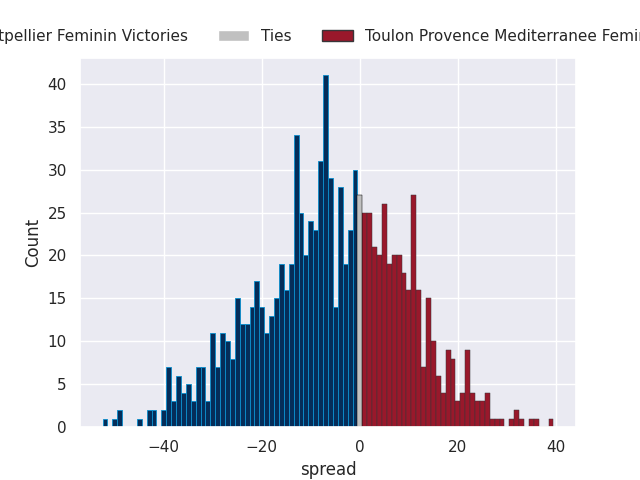 tpellier Feminin Victories Ties Toulon Provence Mediterranee Femi
40
35
30
25
20
15
10
5
0
Count
−40 −20 0 20 40
spread